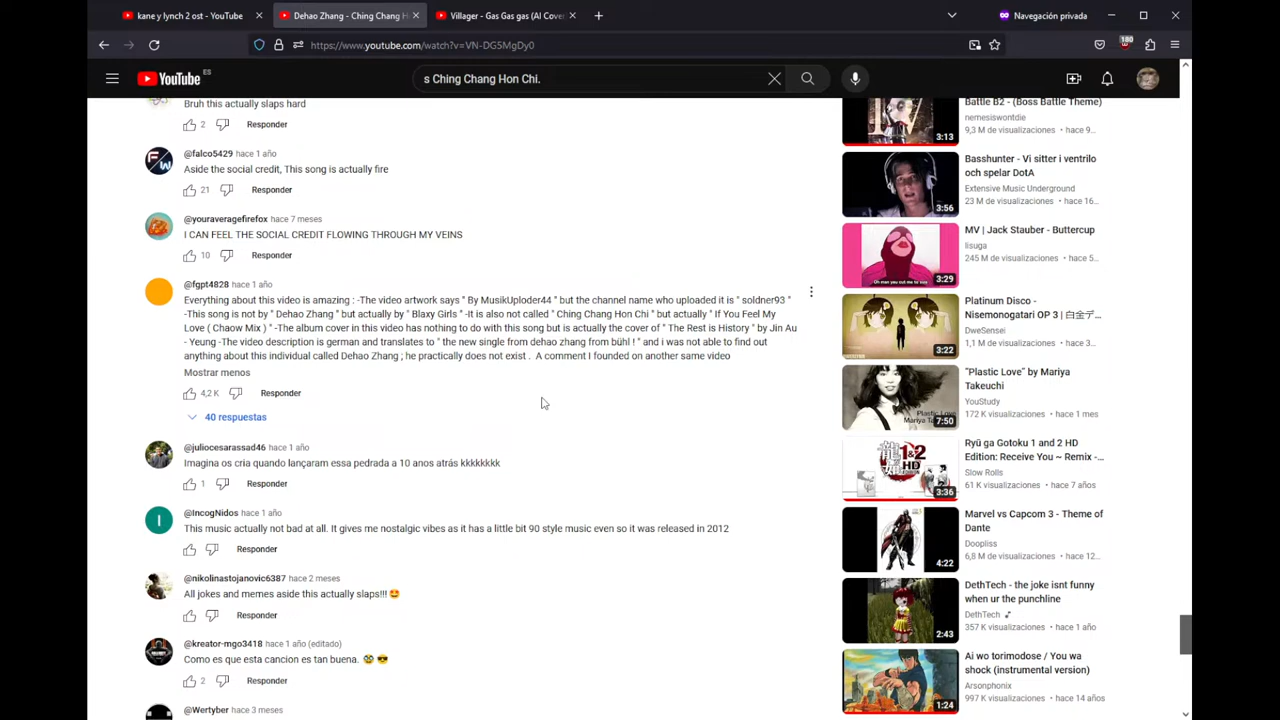 kane y lynch 2 ost - YouTube
Dehao Zhang - Ching Chang H
Villager - Gas Gas gas (AI Cover
Navegación privada
https://www.youtube.com/watch?v=VN-DG5MgDy0
180
YouTube ES
s Ching Chang Hon Chi.
Bruh this actually slaps hard
2 Responder
@falco5429 hace 1 año
Aside the social credit, This song is actually fire
21 Responder
@youraveragefirefox hace 7 meses
I CAN FEEL THE SOCIAL CREDIT FLOWING THROUGH MY VEINS
10 Responder
@fgpt4828 hace 1 año
Everything about this video is amazing : -The video artwork says " By MusikUploder44 " but the channel name who uploaded it is " soldner93 "
-This song is not by " Dehao Zhang " but actually by " Blaxy Girls " -It is also not called " Ching Chang Hon Chi " but actually " If You Feel My
Love ( Chaow Mix ) " -The album cover in this video has nothing to do with this song but is actually the cover of " The Rest is History " by Jin Au
- Yeung -The video description is german and translates to " the new single from dehao zhang from bühl ! " and i was not able to find out
anything about this individual called Dehao Zhang ; he practically does not exist . A comment I founded on another same video
Mostrar menos
4,2 K Responder
40 respuestas
@juliocesarassad46 hace 1 año
Imagina os cria quando lançaram essa pedrada a 10 anos atrás kkkkkkkk
1 Responder
I
@IncogNidos hace 1 año
This music actually not bad at all. It gives me nostalgic vibes as it has a little bit 90 style music even so it was released in 2012
Responder
@nikolinastojanovic6387 hace 2 meses
All jokes and memes aside this actually slaps!!!🤩
Responder
@kreator-mgo3418 hace 1 año (editado)
Como es que esta cancion es tan buena. 🥸 😎
2 Responder
@Wertyber hace 3 meses
Battle B2 - (Boss Battle Theme)
nemesiswontdie
9,3 M de visualizaciones • hace 9...
3:13
Basshunter - Vi sitter i ventrilo
och spelar DotA
Extensive Music Underground
23 M de visualizaciones • hace 16...
3:56
MV | Jack Stauber - Buttercup
lisuga
245 M de visualizaciones • hace 5...
3:29
Platinum Disco -
Nisemonogatari OP 3 | 白金デ...
DweSensei
1,1 M de visualizaciones • hace 3...
3:22
"Plastic Love" by Mariya
Takeuchi
YouStudy
172 K visualizaciones • hace 1 mes
7:50
Ryū ga Gotoku 1 and 2 HD
Edition: Receive You ~ Remix -...
Slow Rolls
61 K visualizaciones • hace 7 años
3:36
Marvel vs Capcom 3 - Theme of
Dante
Doopliss
6,8 M de visualizaciones • hace 12...
4:22
DethTech - the joke isnt funny
when ur the punchline
DethTech
357 K visualizaciones • hace 1 año
2:43
Ai wo torimodose / You wa
shock (instrumental version)
Arsonphonix
997 K visualizaciones • hace 14 años
1:24